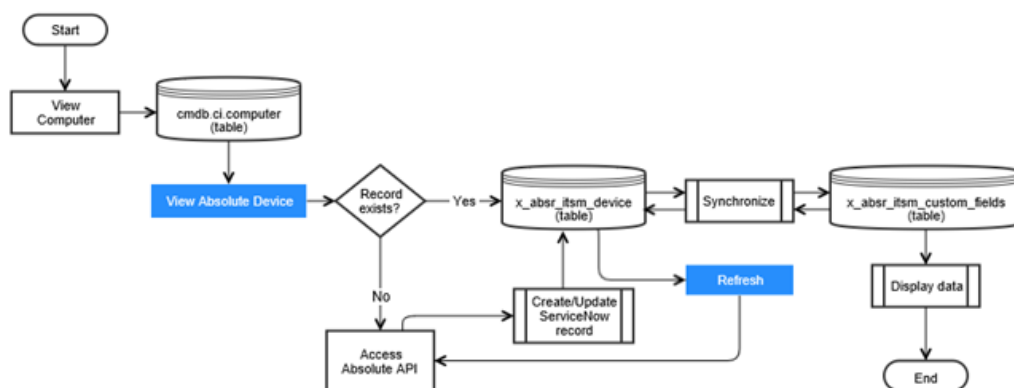 Start
View
Computer
cmdb.ci.computer
(table)
View Absolute Device
Record
exists?
Yes
x_absr_itsm_device
(table)
Synchronize
x_absr_itsm_custom_fields
(table)
No
Create/Update
ServiceNow
record
Refresh
Display data
Access
Absolute API
End